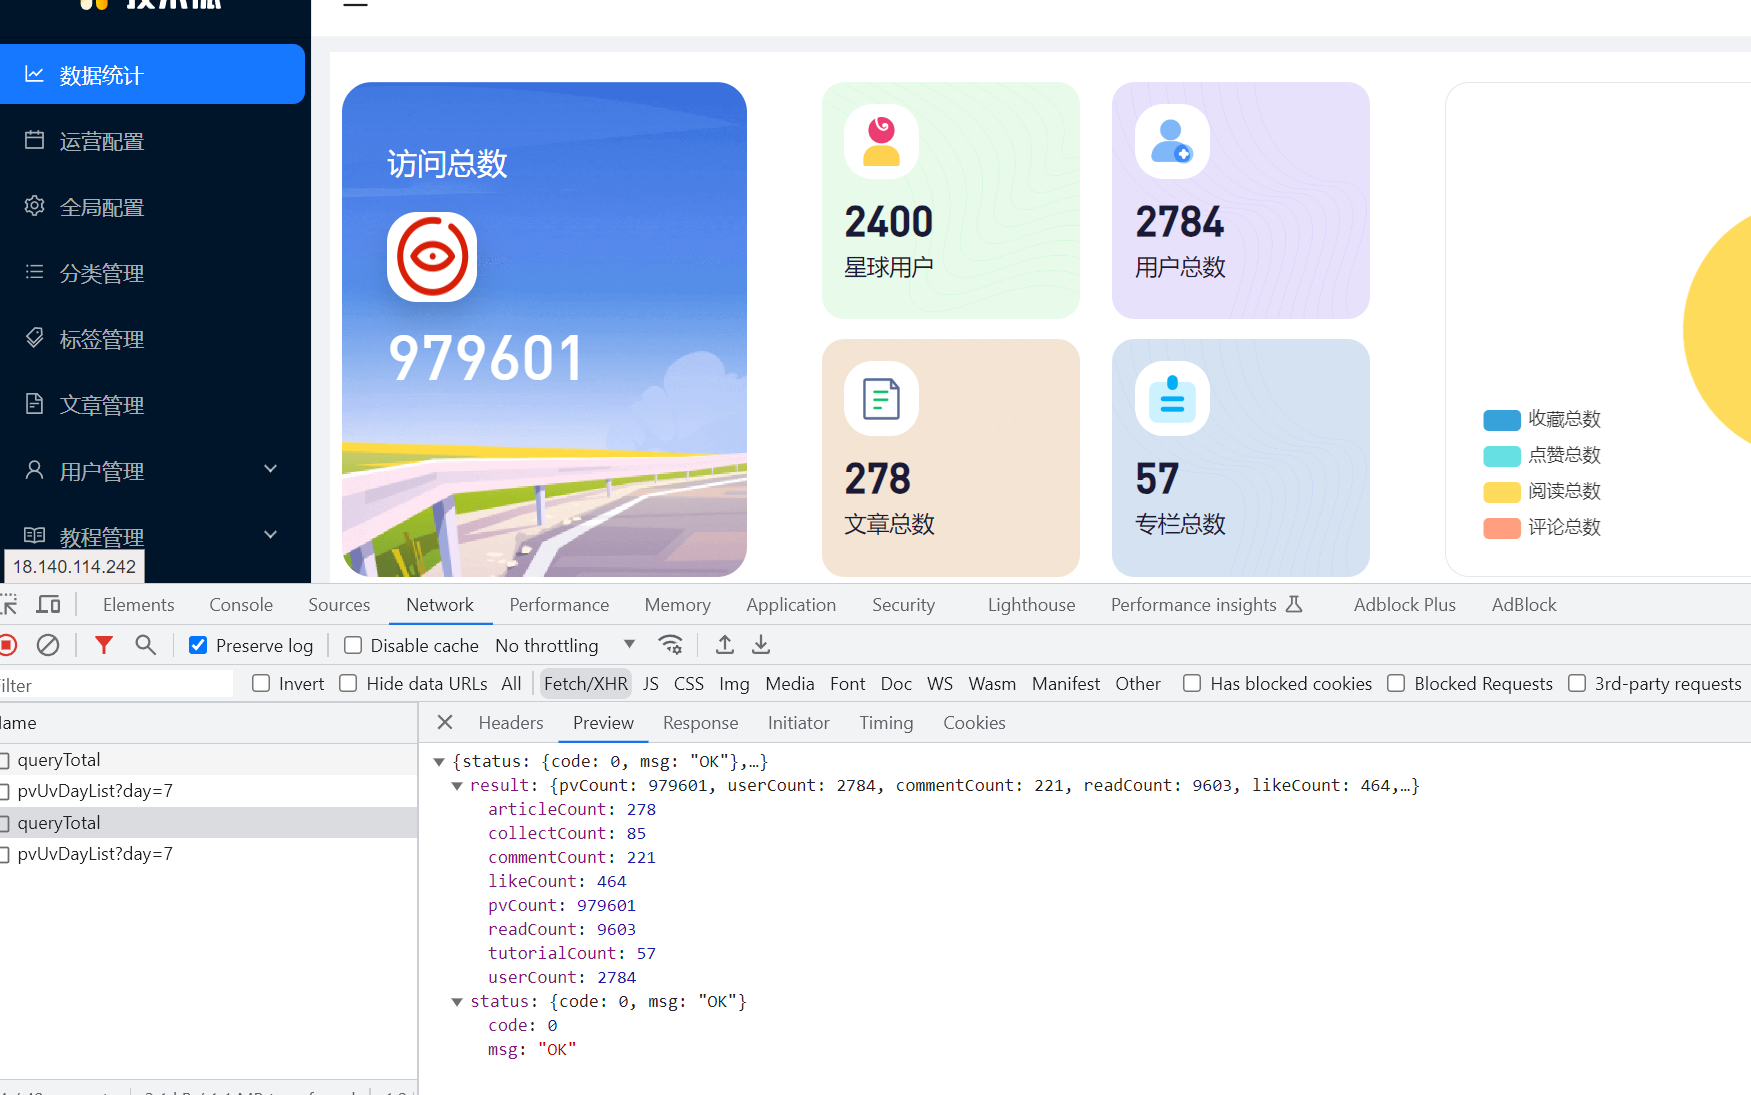 数据统计
运营配置
全局配置
分类管理
标签管理
文章管理
用户管理
教程管理
18.140.114.242
访问总数
979601
2400
星球用户
2784
用户总数
278
文章总数
57
专栏总数
收藏总数
点赞总数
阅读总数
评论总数
Elements Console Sources Network Performance Memory Application Security Lighthouse Performance insights Adblock Plus AdBlock
Preserve log Disable cache No throttling
ilter Invert Hide data URLs All Fetch/XHR JS CSS Img Media Font Doc WS Wasm Manifest Other Has blocked cookies Blocked Requests 3rd-party requests
ame
queryTotal
pvUvDayList?day=7
queryTotal
pvUvDayList?day=7
Headers Preview Response Initiator Timing Cookies
{status: {code: 0, msg: "OK"},…}
result: {pvCount: 979601, userCount: 2784, commentCount: 221, readCount: 9603, likeCount: 464,…}
articleCount: 278
collectCount: 85
commentCount: 221
likeCount: 464
pvCount: 979601
readCount: 9603
tutorialCount: 57
userCount: 2784
status: {code: 0, msg: "OK"}
code: 0
msg: "OK"